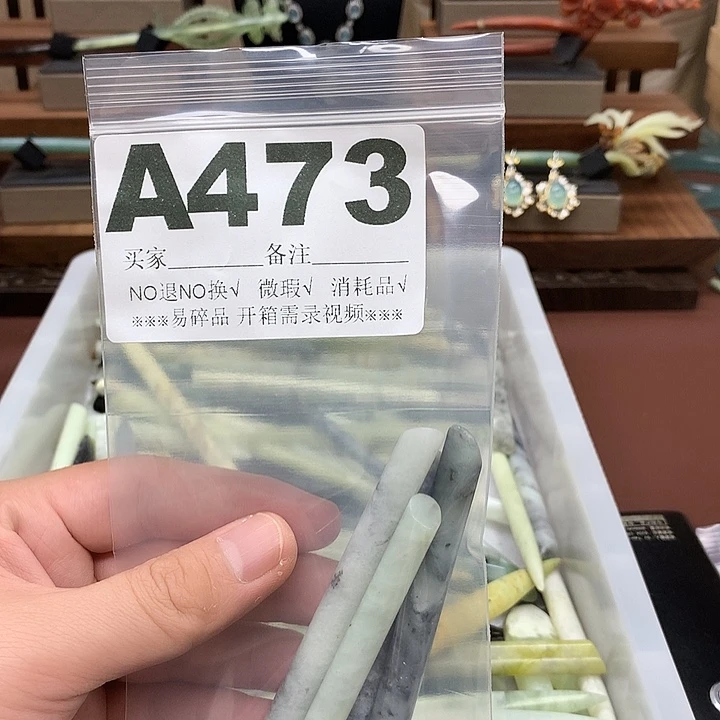 A473
买家________备注________
NO退NO换√ 微瑕√ 消耗品√
※※※易碎品 开箱需录视频※※※